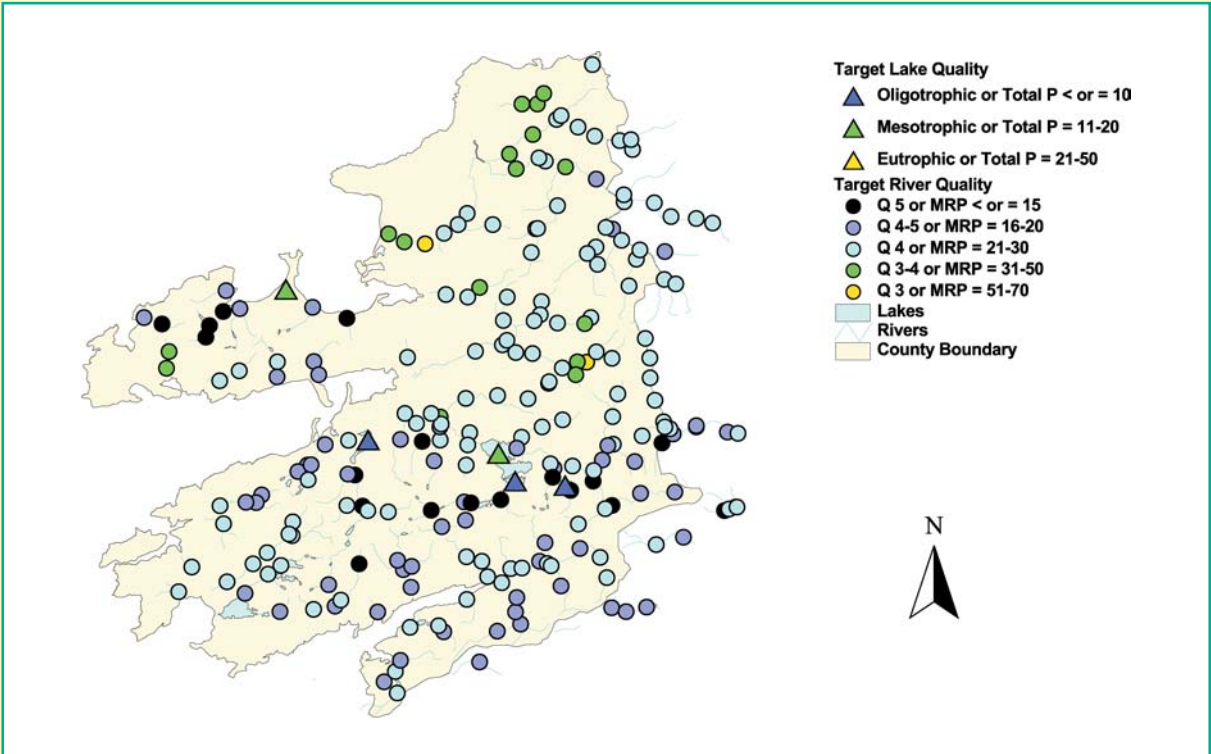 Target Lake Quality
Oligotrophic or Total P < or = 10
Mesotrophic or Total P = 11-20
Eutrophic or Total P = 21-50
Target River Quality
Q 5 or MRP < or = 15
Q 4-5 or MRP = 16-20
Q 4 or MRP = 21-30
Q 3-4 or MRP = 31-50
Q 3 or MRP = 51-70
Lakes
Rivers
County Boundary
N